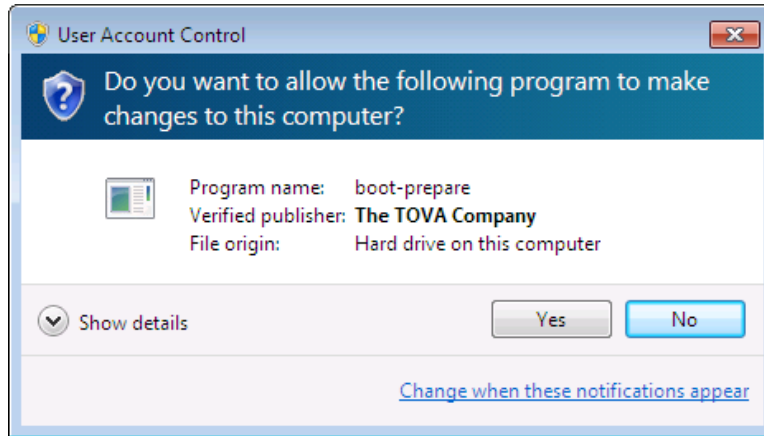 User Account Control
Do you want to allow the following program to make
changes to this computer?
Program name: boot-prepare
Verified publisher: The TOVA Company
File origin: Hard drive on this computer
Show details Yes No
Change when these notifications appear